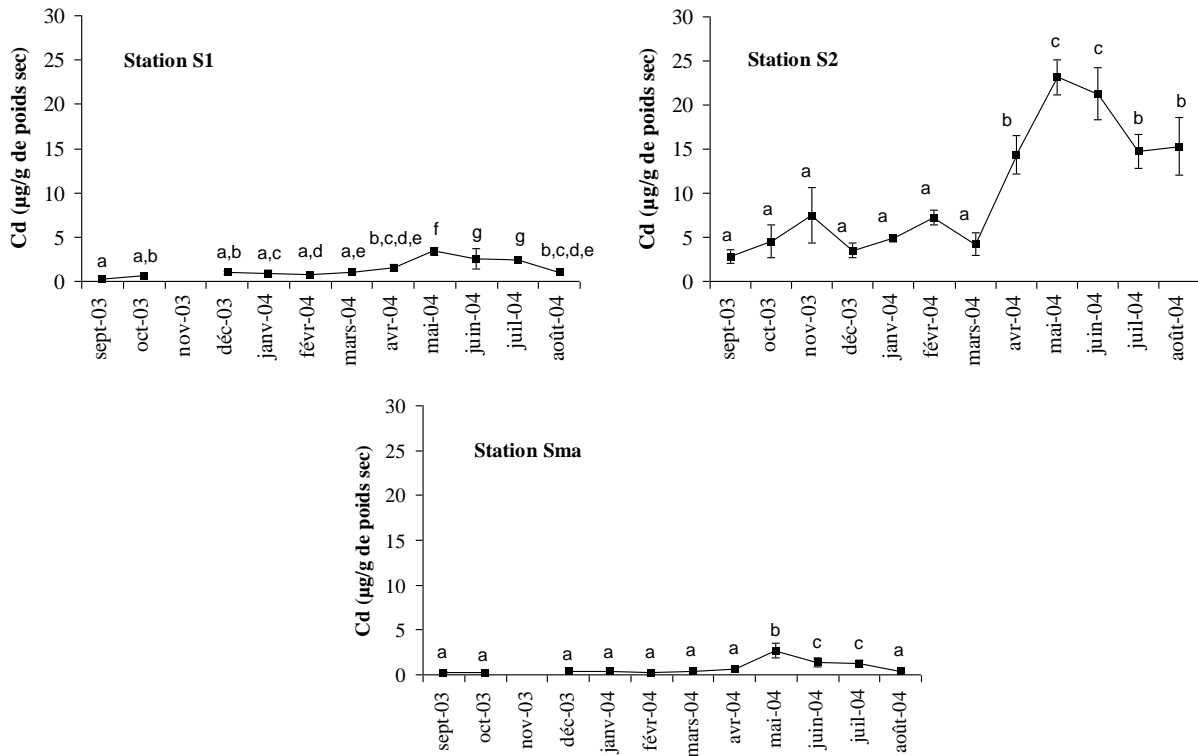 Station S1
Cd (µg/g de poids sec)
30
25
20
15
10
5
0
a
a,b
a,b
a,c
a,d
a,e
b,c,d,e
f
g
g
b,c,d,e
sept-03
oct-03
nov-03
déc-03
janv-04
févr-04
mars-04
avr-04
mai-04
juin-04
juil-04
août-04
Station S2
Cd (µg/g de poids sec)
30
25
20
15
10
5
0
a
a
a
a
a
a
a
b
c
c
b
b
sept-03
oct-03
nov-03
déc-03
janv-04
févr-04
mars-04
avr-04
mai-04
juin-04
juil-04
août-04
Station Sma
Cd (µg/g de poids sec)
30
25
20
15
10
5
0
a
a
a
a
a
a
a
b
c
c
a
sept-03
oct-03
nov-03
déc-03
janv-04
févr-04
mars-04
avr-04
mai-04
juin-04
juil-04
août-04